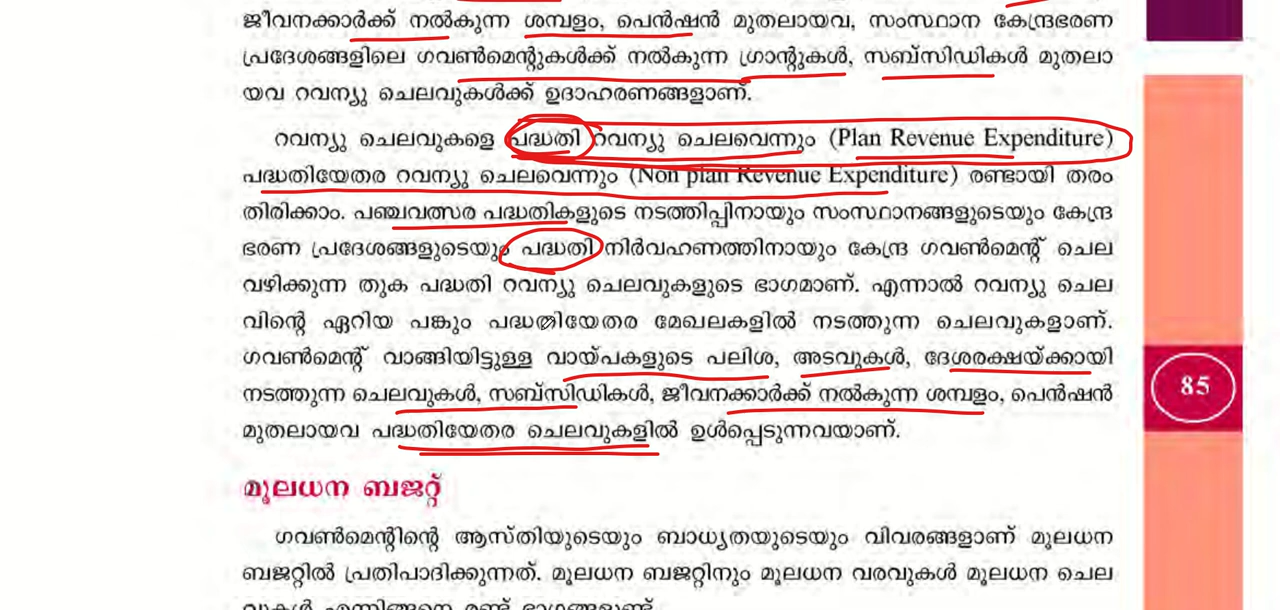 ജീവനക്കാർക്ക് നൽകുന്ന ശമ്പളം, പെൻഷൻ മുതലായവ, സംസ്ഥാന കേന്ദ്രഭരണ
പ്രദേശങ്ങളിലെ ഗവൺമെന്റുകൾക്ക് നൽകുന്ന ഗ്രാന്റുകൾ, സബ്സിഡികൾ മുതലാ
യവ റവന്യു ചെലവുകൾക്ക് ഉദാഹരണങ്ങളാണ്.
റവന്യു ചെലവുകളെ പദ്ധതി റവന്യു ചെലവെന്നും (Plan Revenue Expenditure)
പദ്ധതിയേതര റവന്യു ചെലവെന്നും (Non plan Revenue Expenditure) രണ്ടായി തരം
തിരിക്കാം. പഞ്ചവത്സര പദ്ധതികളുടെ നടത്തിപ്പിനായും സംസ്ഥാനങ്ങളുടെയും കേന്ദ്ര
ഭരണ പ്രദേശങ്ങളുടെയും പദ്ധതി നിർവഹണത്തിനായും കേന്ദ്ര ഗവൺമെന്റ് ചെല
വഴിക്കുന്ന തുക പദ്ധതി റവന്യു ചെലവുകളുടെ ഭാഗമാണ്. എന്നാൽ റവന്യു ചെല
വിന്റെ ഏറിയ പങ്കും പദ്ധതിയേതര മേഖലകളിൽ നടത്തുന്ന ചെലവുകളാണ്.
ഗവൺമെന്റ് വാങ്ങിയിട്ടുള്ള വായ്പകളുടെ പലിശ, അടവുകൾ, ദേശരക്ഷയ്ക്കായി
നടത്തുന്ന ചെലവുകൾ, സബ്സിഡികൾ, ജീവനക്കാർക്ക് നൽകുന്ന ശമ്പളം, പെൻഷൻ
മുതലായവ പദ്ധതിയേതര ചെലവുകളിൽ ഉൾപ്പെടുന്നവയാണ്.
85
മൂലധന ബജറ്റ്
ഗവൺമെന്റിന്റെ ആസ്തിയുടെയും ബാധ്യതയുടെയും വിവരങ്ങളാണ് മൂലധന
ബജറ്റിൽ പ്രതിപാദിക്കുന്നത്. മൂലധന ബജറ്റിനും മൂലധന വരവുകൾ മൂലധന ചെല
വുകൾ എന്നിങ്ങനെ രണ്ട് ഭാഗങ്ങളുണ്ട്.